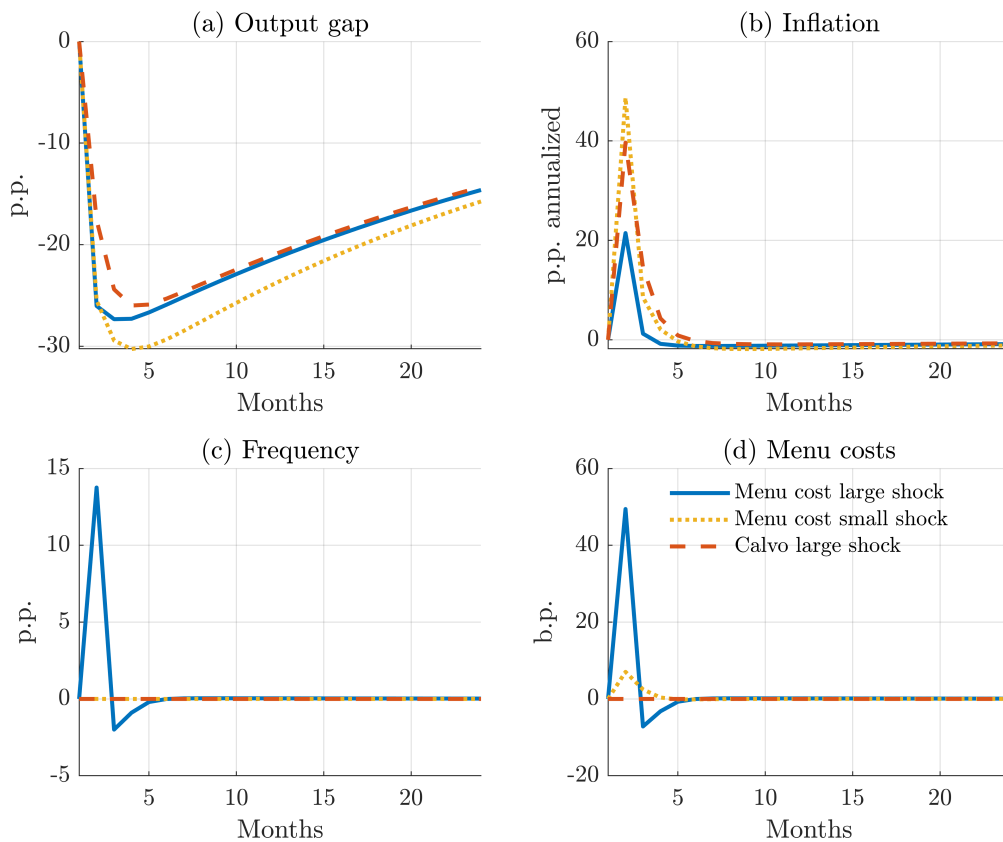 (a) Output gap
0
-10
-20
-30
p.p.
5
10
15
20
Months
(b) Inflation
60
40
20
0
p.p. annualized
5
10
15
20
Months
(c) Frequency
15
10
5
0
-5
p.p.
5
10
15
20
Months
(d) Menu costs
60
40
20
0
-20
b.p.
Menu cost large shock
Menu cost small shock
Calvo large shock
5
10
15
20
Months